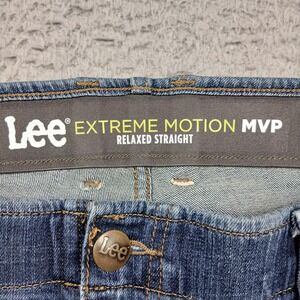 Lee® EXTREME MOTION MVP
RELAXED STRAIGHT
Lee